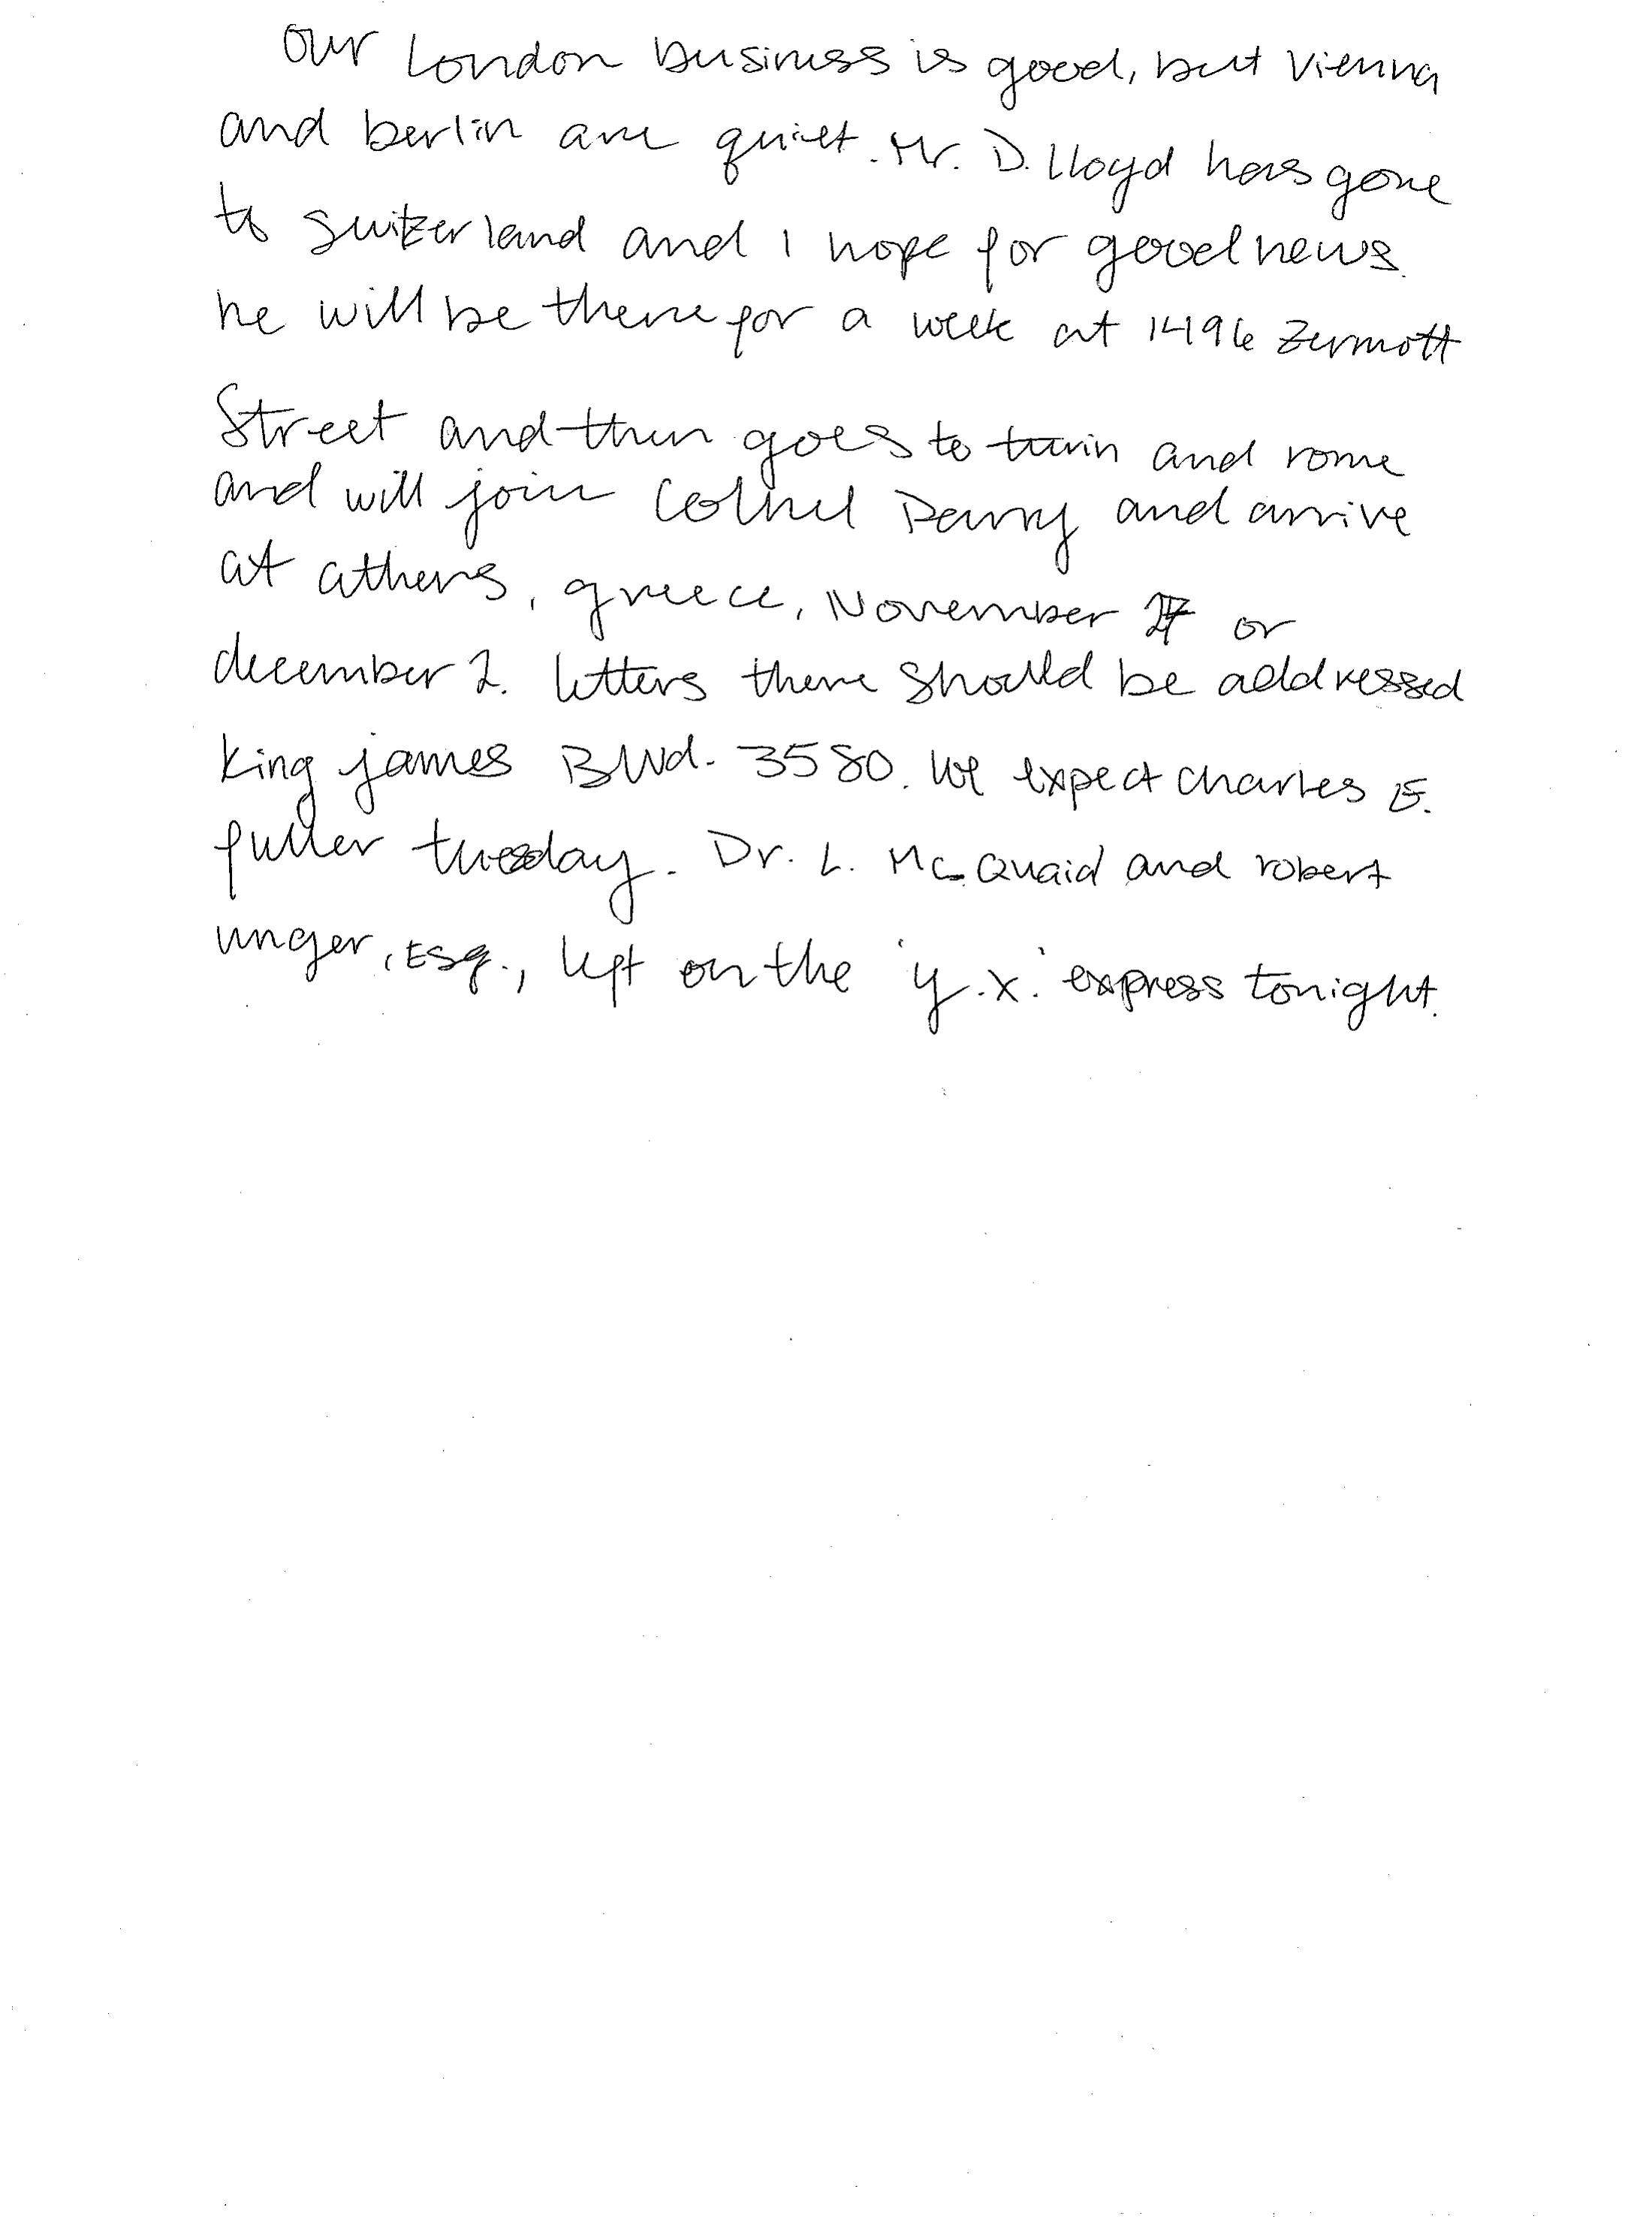 Our London business is good, but Vienna
and berlin are quiet. Mr. D. Lloyd has gone
to switzerland and I hope for good news.
he will be there for a week at 1496 Zermott
Street and then goes to turin and rome
and will join Colnel Parry and arrive
at athens, greece, November 27 or
december 2. letters there should be addressed
King james Blvd. 3580. We expect Charles E.
fuller tuesday. Dr. L. McQuaid and robert
unger, Esq., left on the 'y.x.' express tonight.